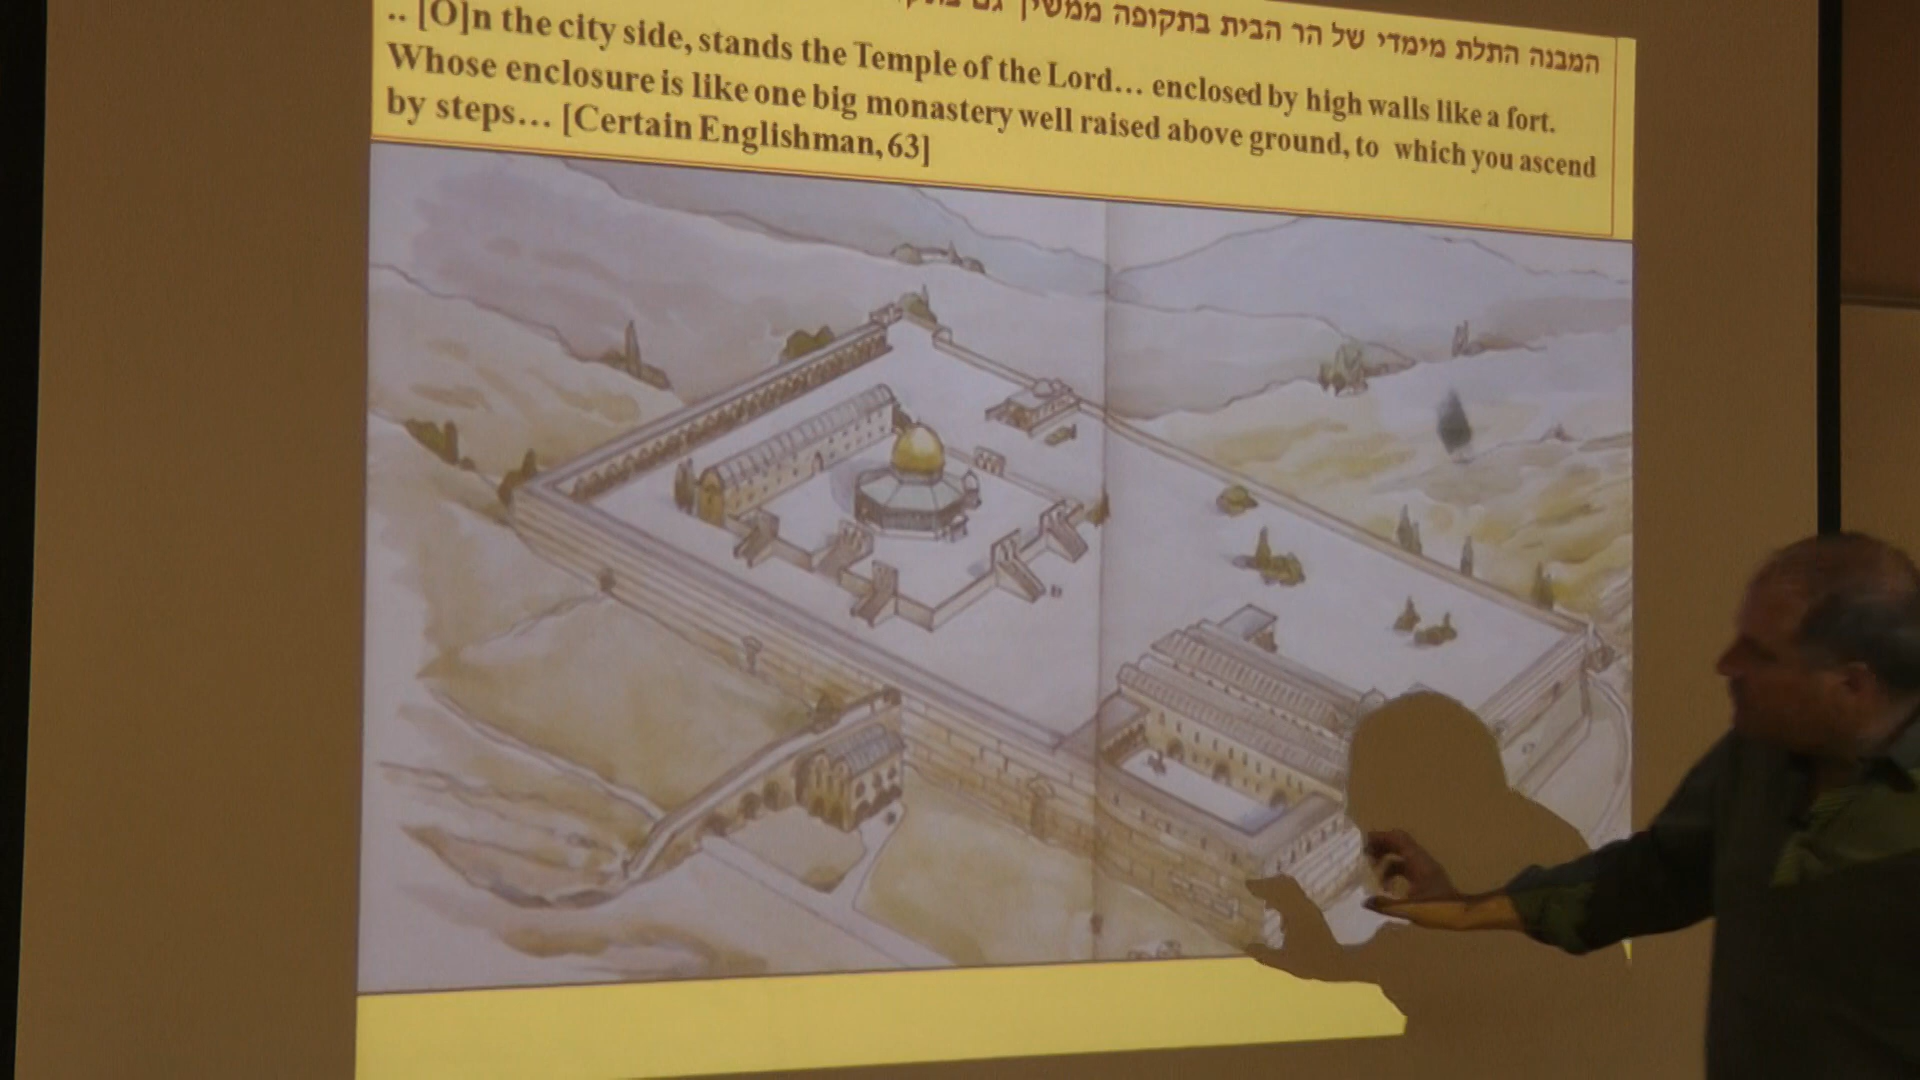 המבנה התלת מימדי של הר הבית בתקופה ממשיך גם
.. [O]n the city side, stands the Temple of the Lord... enclosed by high walls like a fort.
Whose enclosure is like one big monastery well raised above ground, to which you ascend
by steps... [Certain Englishman, 63]